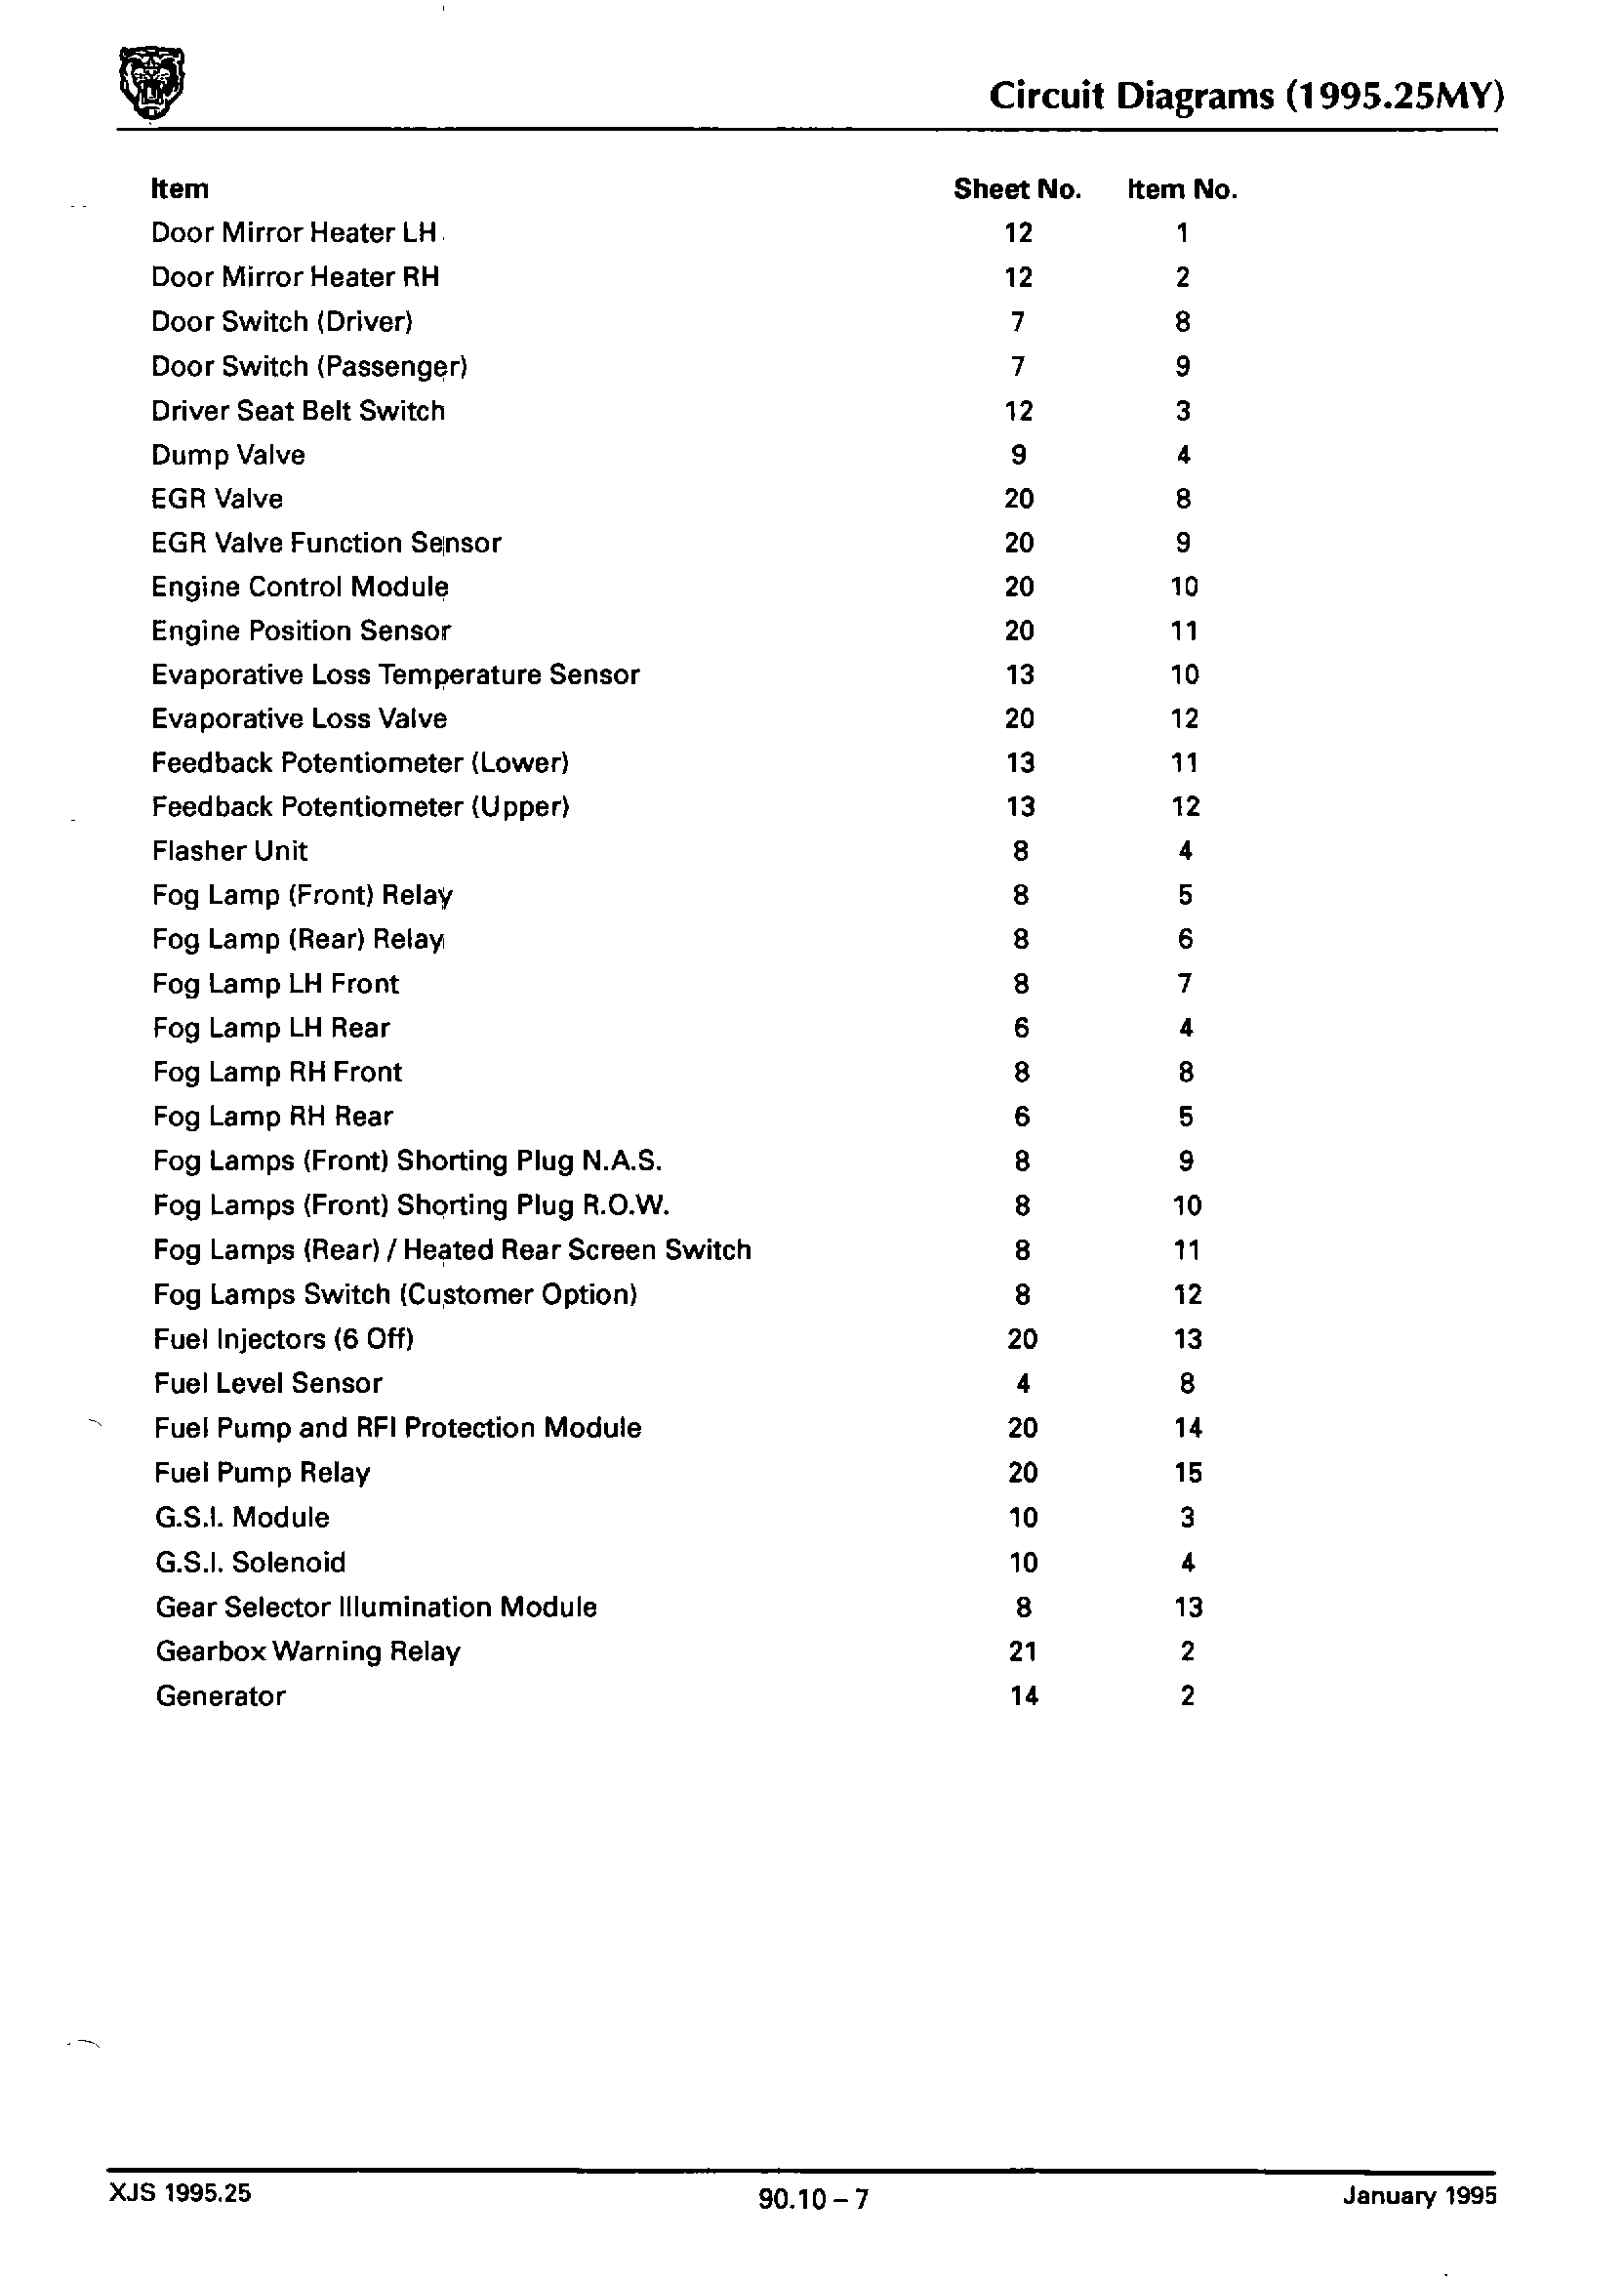 Circuit Diagrams (1995.25MY)
Item Sheet No. Item No.
Door Mirror Heater LH 12 1
Door Mirror Heater RH 12 2
Door Switch (Driver) 7 8
Door Switch (Passenger) 7 9
Driver Seat Belt Switch 12 3
Dump Valve 9 4
EGR Valve 20 8
EGR Valve Function Sensor 20 9
Engine Control Module 20 10
Engine Position Sensor 20 11
Evaporative Loss Temperature Sensor 13 10
Evaporative Loss Valve 20 12
Feedback Potentiometer (Lower) 13 11
Feedback Potentiometer (Upper) 13 12
Flasher Unit 8 4
Fog Lamp (Front) Relay 8 5
Fog Lamp (Rear) Relay 8 6
Fog Lamp LH Front 8 7
Fog Lamp LH Rear 6 4
Fog Lamp RH Front 8 8
Fog Lamp RH Rear 6 5
Fog Lamps (Front) Shorting Plug N.A.S. 8 9
Fog Lamps (Front) Shorting Plug R.O.W. 8 10
Fog Lamps (Rear) / Heated Rear Screen Switch 8 11
Fog Lamps Switch (Customer Option) 8 12
Fuel Injectors (6 Off) 20 13
Fuel Level Sensor 4 8
Fuel Pump and RFI Protection Module 20 14
Fuel Pump Relay 20 15
G.S.I. Module 10 3
G.S.I. Solenoid 10 4
Gear Selector Illumination Module 8 13
Gearbox Warning Relay 21 2
Generator 14 2
XJS 1995.25 90.10 – 7 January 1995